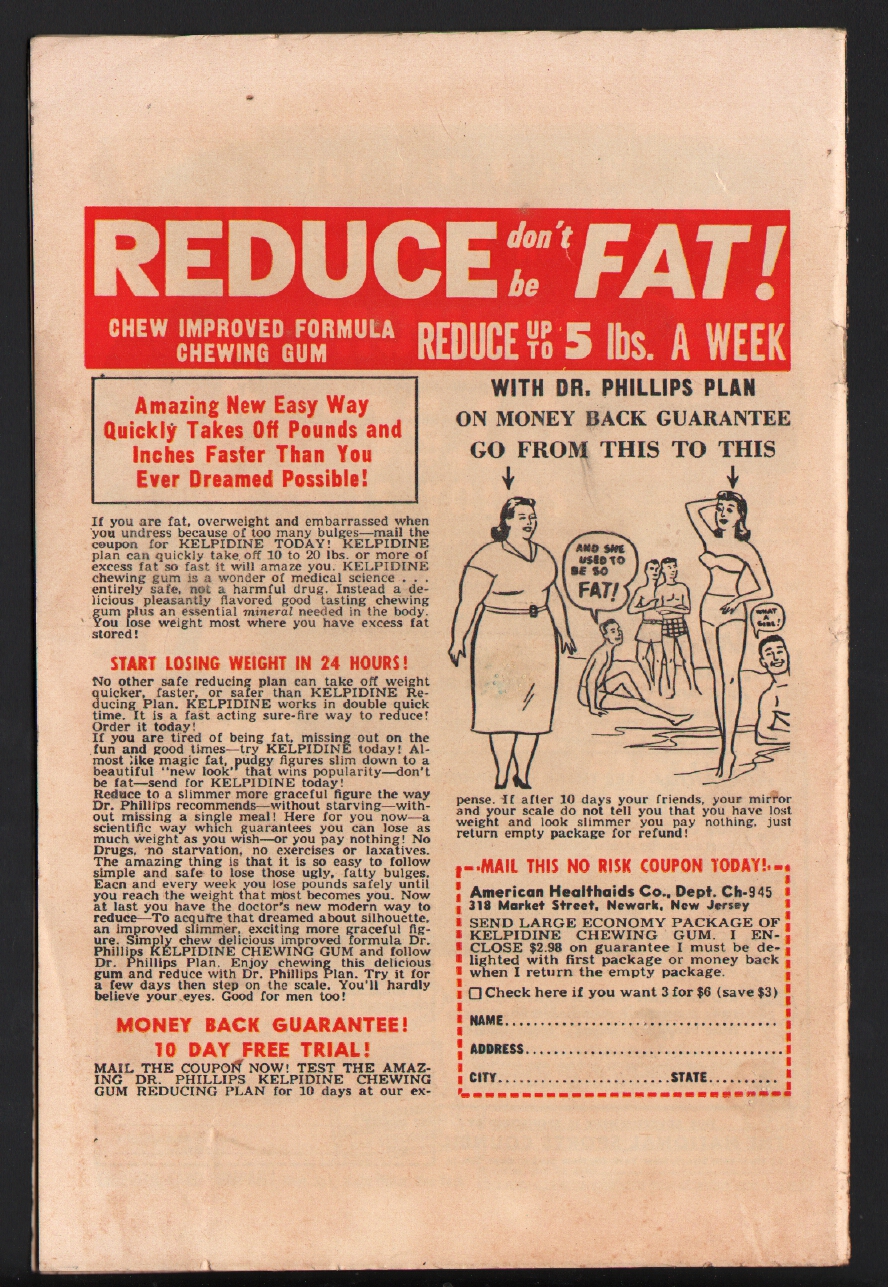 REDUCE don't be FAT!
CHEW IMPROVED FORMULA
CHEWING GUM
REDUCE UP TO 5 lbs. A WEEK
Amazing New Easy Way
Quickly Takes Off Pounds and
Inches Faster Than You
Ever Dreamed Possible!
If you are fat, overweight and embarrassed when
you undress because of too many bulges—mail the
coupon for KELPIDINE TODAY! KELPIDINE
plan can quickly take off 10 to 20 lbs. or more of
excess fat so fast it will amaze you. KELPIDINE
chewing gum is a wonder of medical science . . .
entirely safe, not a harmful drug. Instead a de-
licious pleasantly flavored good tasting chewing
gum plus an essential mineral needed in the body.
You lose weight most where you have excess fat
stored!
START LOSING WEIGHT IN 24 HOURS!
No other safe reducing plan can take off weight
quicker, faster, or safer than KELPIDINE Re-
ducing Plan. KELPIDINE works in double quick
time. It is a fast acting sure-fire way to reduce!
Order it today!
If you are tired of being fat, missing out on the
fun and good times—try KELPIDINE today! Al-
most like magic fat, pudgy figures slim down to a
beautiful "new look" that wins popularity—don't
be fat—send for KELPIDINE today!
Reduce to a slimmer more graceful figure the way
Dr. Phillips recommends—without starving—with-
out missing a single meal! Here for you now—a
scientific way which guarantees you can lose as
much weight as you wish—or you pay nothing! No
Drugs, no starvation, no exercises or laxatives.
The amazing thing is that it is so easy to follow
simple and safe to lose those ugly, fatty bulges.
Each and every week you lose pounds safely until
you reach the weight that most becomes you. Now
at last you have the doctor's new modern way to
reduce—To acquire that dreamed about silhouette,
an improved slimmer, exciting more graceful fig-
ure. Simply chew delicious improved formula Dr.
Phillips KELPIDINE CHEWING GUM and follow
Dr. Phillips Plan. Enjoy chewing this delicious
gum and reduce with Dr. Phillips Plan. Try it for
a few days then step on the scale. You'll hardly
believe your eyes. Good for men too!
MONEY BACK GUARANTEE!
10 DAY FREE TRIAL!
MAIL THE COUPON NOW! TEST THE AMAZ-
ING DR. PHILLIPS KELPIDINE CHEWING
GUM REDUCING PLAN for 10 days at our ex-
WITH DR. PHILLIPS PLAN
ON MONEY BACK GUARANTEE
GO FROM THIS TO THIS
AND SHE
USED TO
BE SO
FAT!
WHAT
A
GIRL!
pense. If after 10 days your friends, your mirror
and your scale do not tell you that you have lost
weight and look slimmer you pay nothing, just
return empty package for refund!
MAIL THIS NO RISK COUPON TODAY!
American Healthaids Co., Dept. Ch-945
318 Market Street, Newark, New Jersey
SEND LARGE ECONOMY PACKAGE OF
KELPIDINE CHEWING GUM. I EN-
CLOSE $2.98 on guarantee I must be de-
lighted with first package or money back
when I return the empty package.
Check here if you want 3 for $6 (save $3)
NAME
ADDRESS
CITY STATE